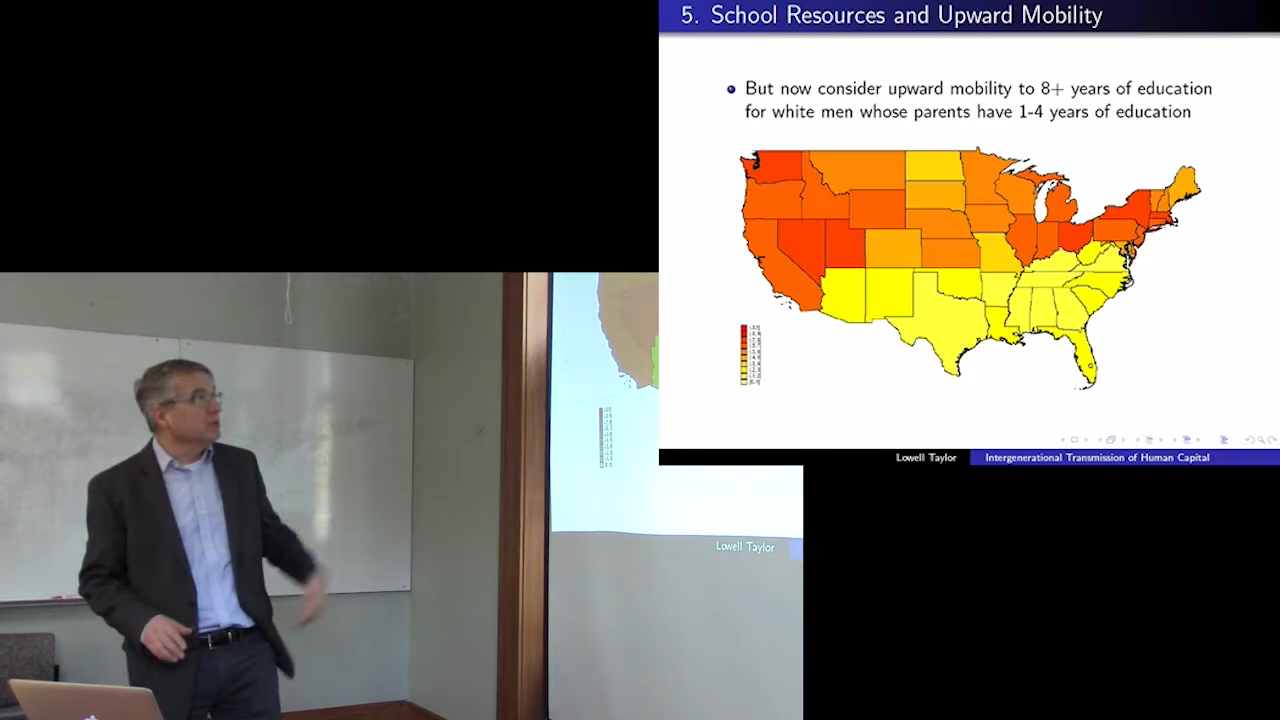 5. School Resources and Upward Mobility
But now consider upward mobility to 8+ years of education
for white men whose parents have 1-4 years of education
Lowell Taylor
Intergenerational Transmission of Human Capital
Lowell Taylor